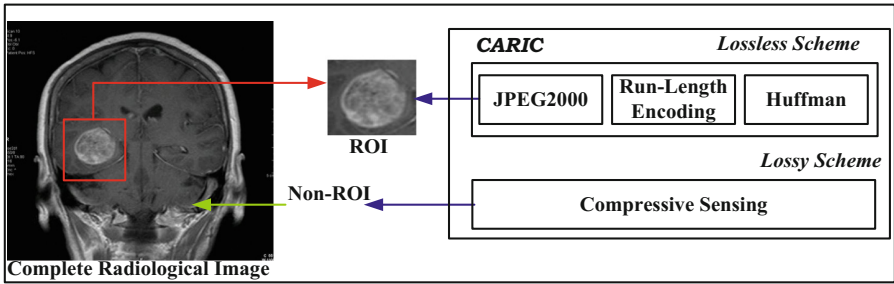 CARIC
Lossless Scheme
JPEG2000
Run-Length
Encoding
Huffman
ROI
Lossy Scheme
Non-ROI
Compressive Sensing
Complete Radiological Image